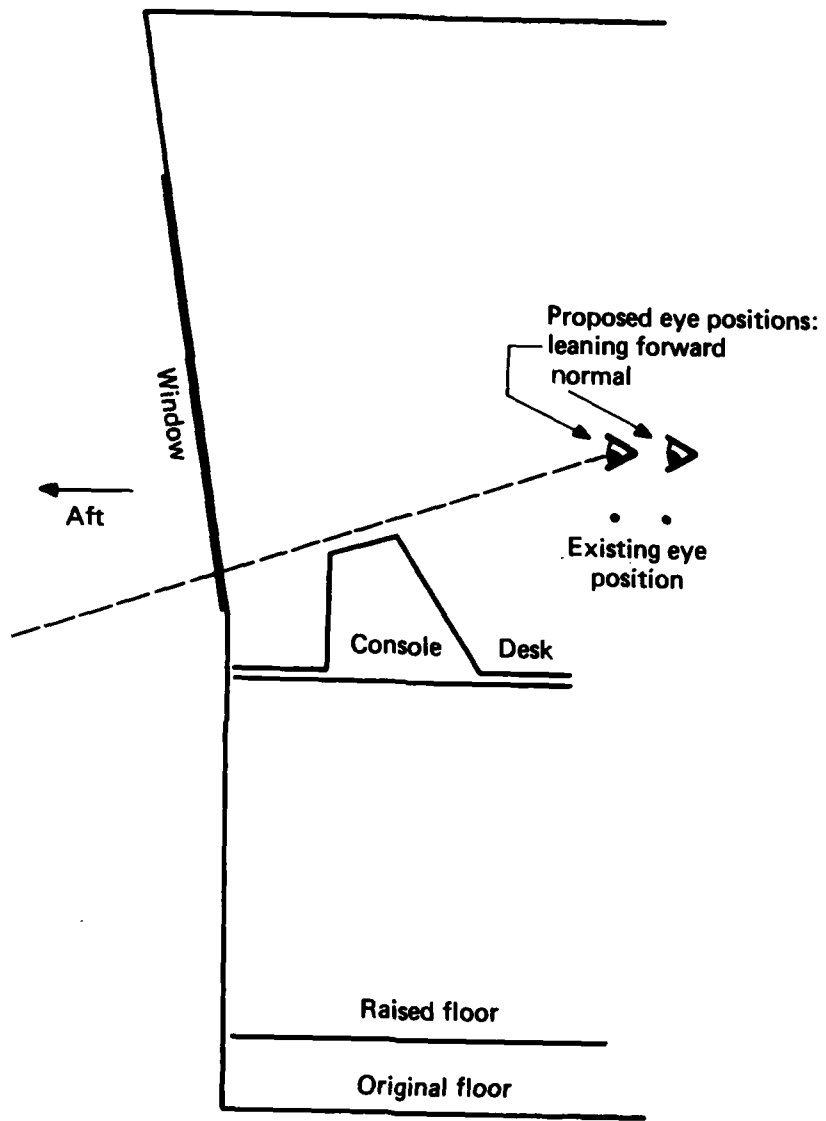 Proposed eye positions:
leaning forward
normal
Window
Aft
Existing eye
position
Console
Desk
Raised floor
Original floor